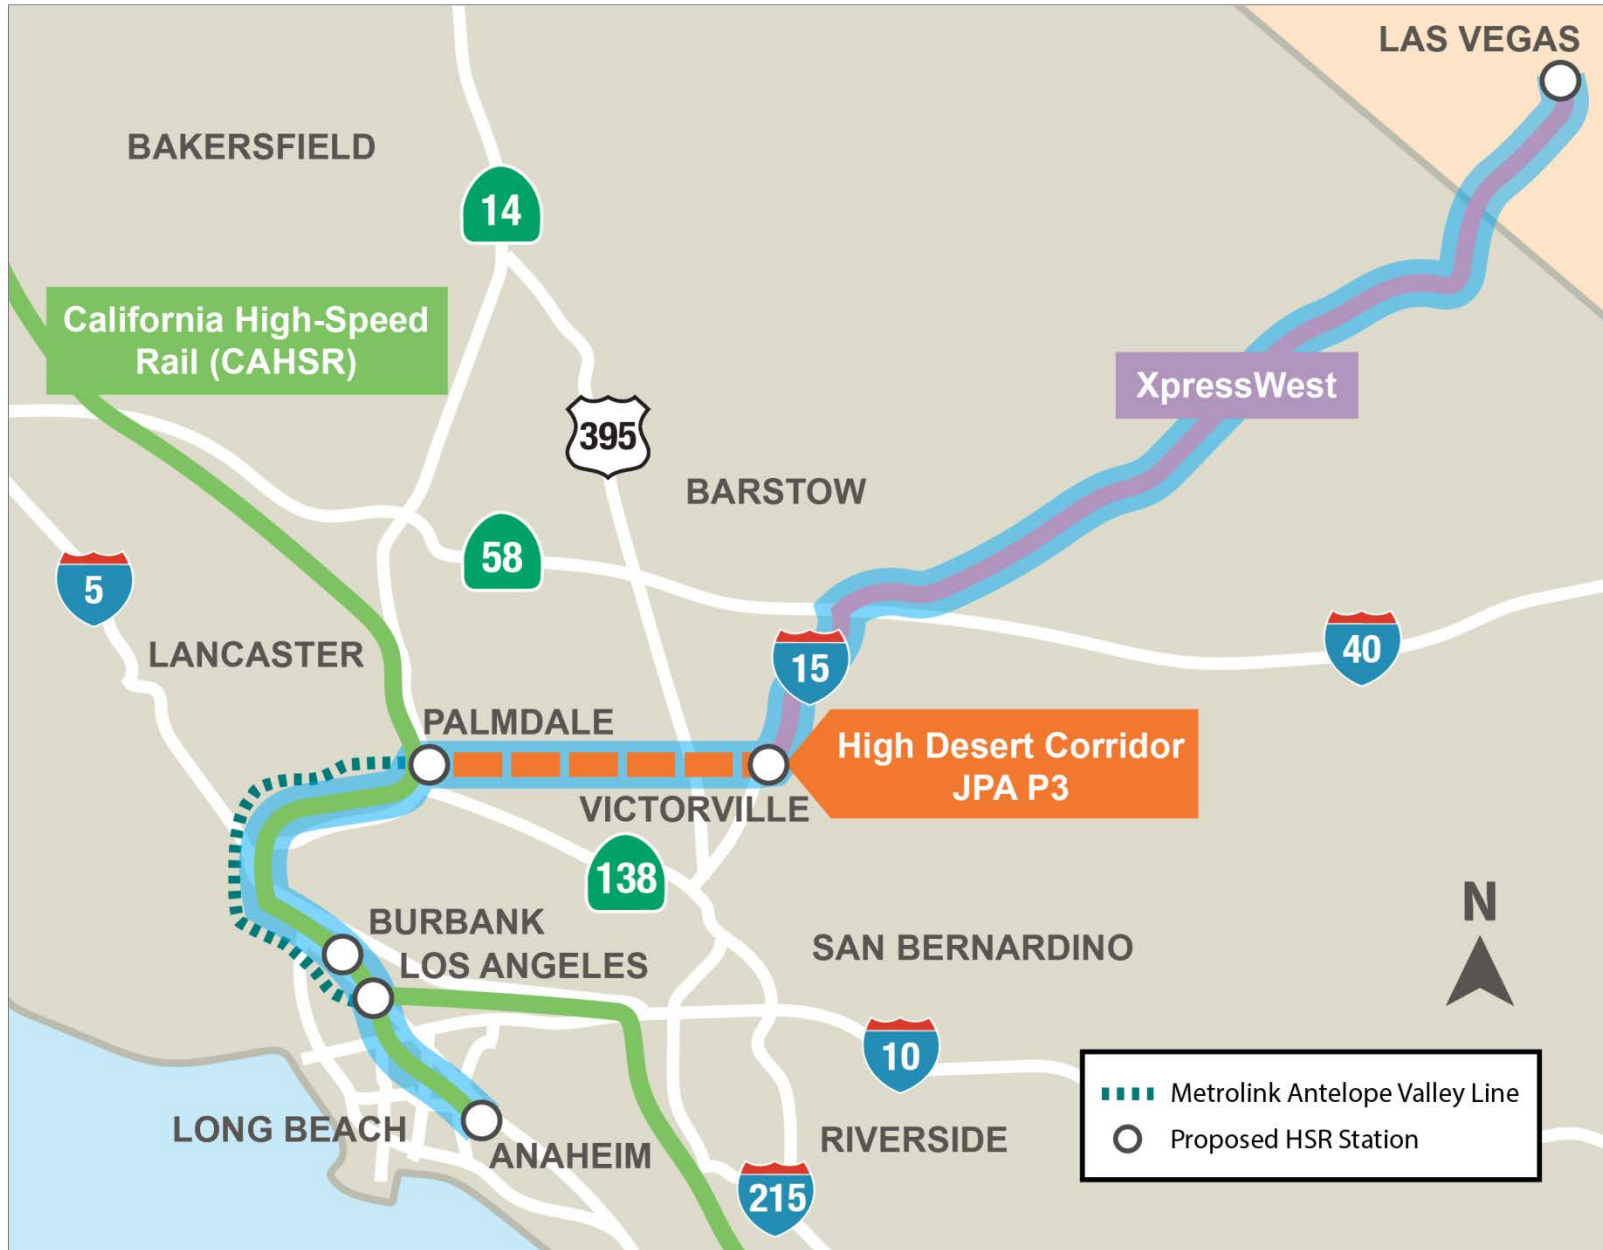 LAS VEGAS
BAKERSFIELD
14
California High-Speed
Rail (CAHSR)
XpressWest
395
BARSTOW
58
5
LANCASTER
15
40
PALMDALE
High Desert Corridor
JPA P3
VICTORVILLE
138
BURBANK
LOS ANGELES
SAN BERNARDINO
N
10
LONG BEACH
ANAHEIM
RIVERSIDE
215
Metrolink Antelope Valley Line
Proposed HSR Station